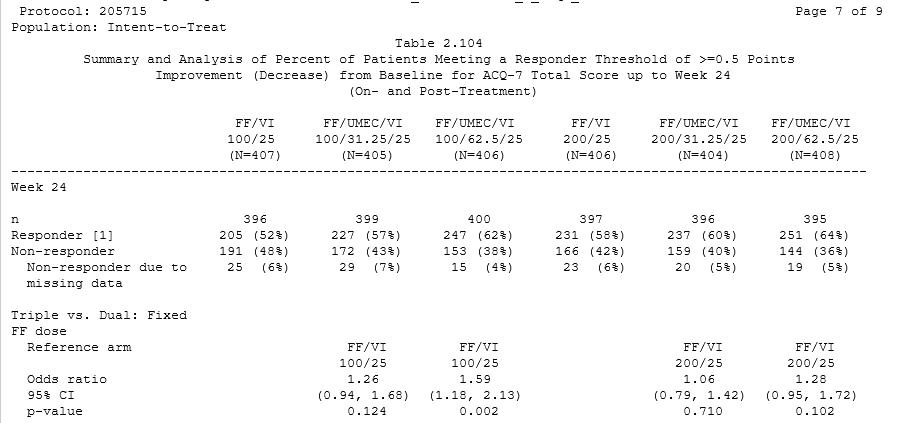 Protocol: 205715 Page 7 of 9
Population: Intent-to-Treat
Table 2.104
Summary and Analysis of Percent of Patients Meeting a Responder Threshold of >=0.5 Points
Improvement (Decrease) from Baseline for ACQ-7 Total Score up to Week 24
(On- and Post-Treatment)
FF/VI FF/UMEC/VI FF/UMEC/VI FF/VI FF/UMEC/VI FF/UMEC/VI
100/25 100/31.25/25 100/62.5/25 200/25 200/31.25/25 200/62.5/25
(N=407) (N=405) (N=406) (N=406) (N=404) (N=408)
Week 24
n 396 399 400 397 396 395
Responder [1] 205 (52%) 227 (57%) 247 (62%) 231 (58%) 237 (60%) 251 (64%)
Non-responder 191 (48%) 172 (43%) 153 (38%) 166 (42%) 159 (40%) 144 (36%)
Non-responder due to 25 (6%) 29 (7%) 15 (4%) 23 (6%) 20 (5%) 19 (5%)
missing data
Triple vs. Dual: Fixed
FF dose
Reference arm FF/VI FF/VI FF/VI FF/VI
100/25 100/25 200/25 200/25
Odds ratio 1.26 1.59 1.06 1.28
95% CI (0.94, 1.68) (1.18, 2.13) (0.79, 1.42) (0.95, 1.72)
p-value 0.124 0.002 0.710 0.102